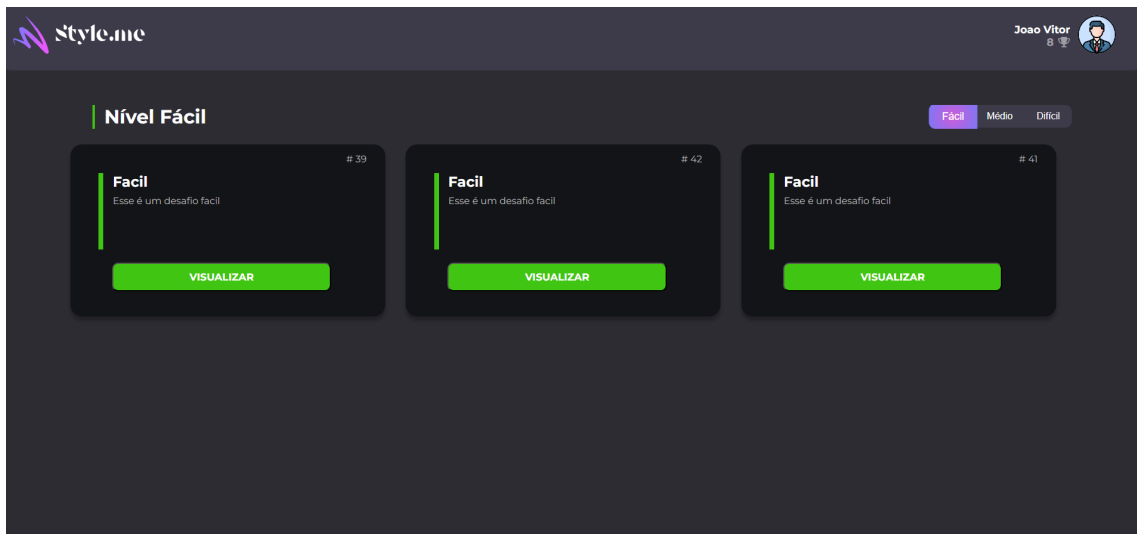 Style.me
Joao Vitor
8
Nível Fácil
Fácil Médio Difícil
# 39
Facil
Esse é um desafio facil
VISUALIZAR
# 42
Facil
Esse é um desafio facil
VISUALIZAR
# 41
Facil
Esse é um desafio facil
VISUALIZAR